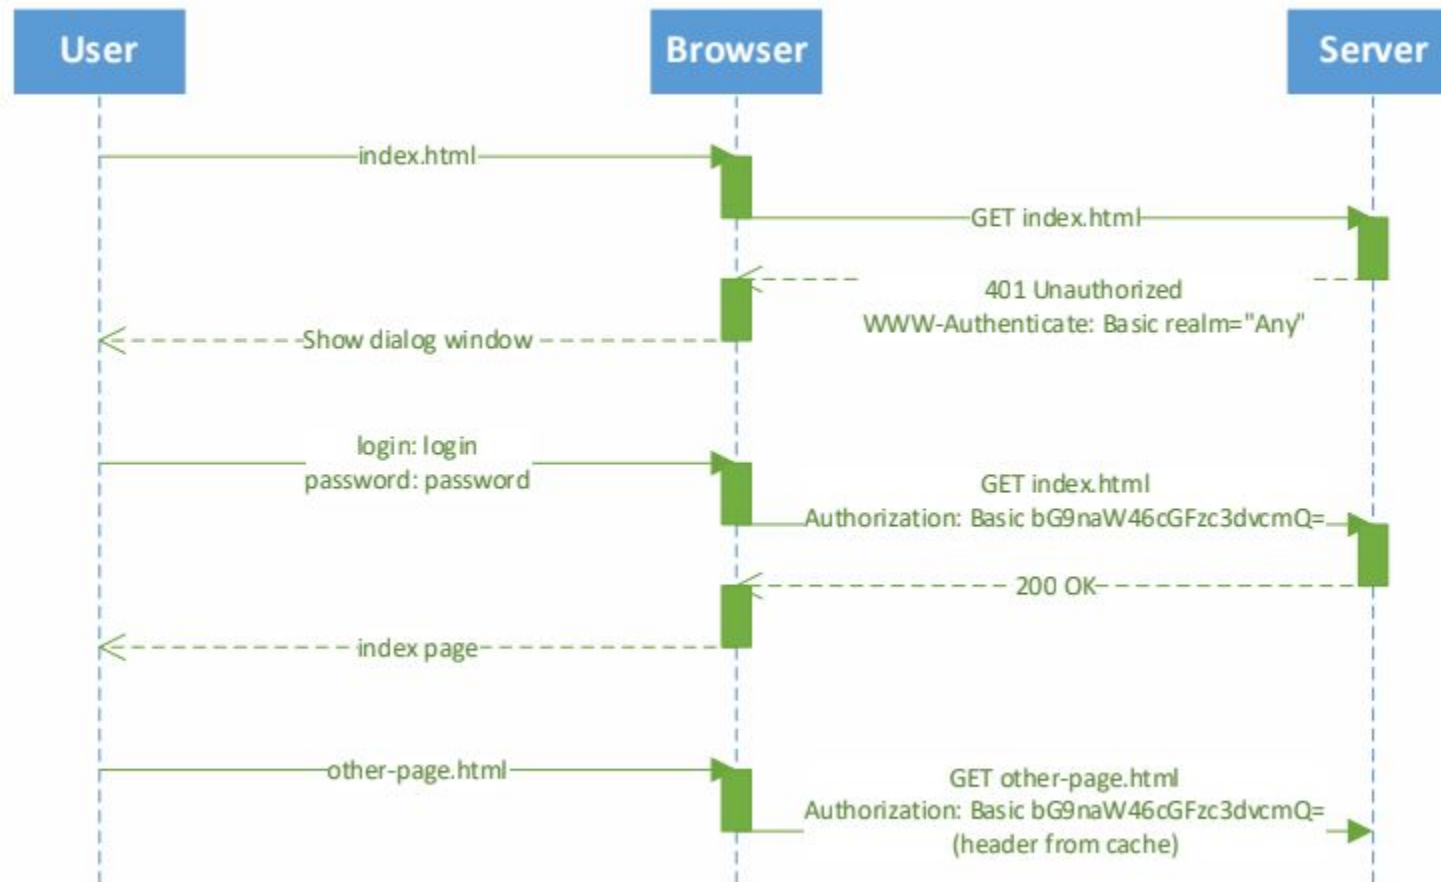 User
Browser
Server
index.html
GET index.html
401 Unauthorized
WWW-Authenticate: Basic realm="Any"
Show dialog window
login: login
password: password
GET index.html
Authorization: Basic bG9naW46cGFzc3dvcmQ=
200 OK
index page
other-page.html
GET other-page.html
Authorization: Basic bG9naW46cGFzc3dvcmQ=
(header from cache)